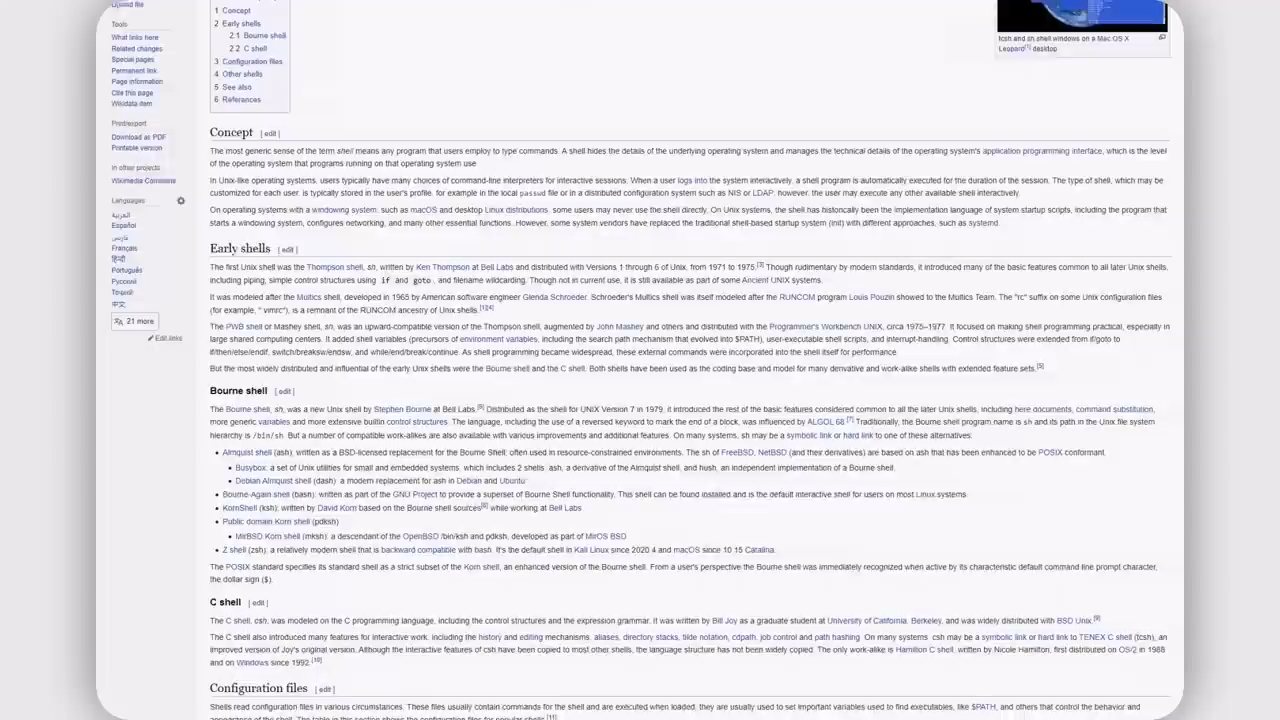 Upload file
Tools
What links here
Related changes
Special pages
Permanent link
Page information
Cite this page
Wikidata item
Print/export
Download as PDF
Printable version
In other projects
Wikimedia Commons
Languages
العربية
Español
فارسی
Français
हिन्दी
Português
Русский
中文
21 more
Edit links
1 Concept
2 Early shells
2.1 Bourne shell
2.2 C shell
3 Configuration files
4 Other shells
5 See also
6 References
tcsh and sh shell windows on a Mac OS X
Leopard[1] desktop
Concept [ edit ]
The most generic sense of the term shell means any program that users employ to type commands. A shell hides the details of the underlying operating system and manages the technical details of the operating system's application programming interface, which is the level
of the operating system that programs running on that operating system use
In Unix-like operating systems, users typically have many choices of command-line interpreters for interactive sessions. When a user logs into the system interactively, a shell program is automatically executed for the duration of the session. The type of shell, which may be
customized for each user, is typically stored in the user's profile, for example in the local passwd file or in a distributed configuration system such as NIS or LDAP; however, the user may execute any other available shell interactively.
On operating systems with a windowing system, such as macOS and desktop Linux distributions, some users may never use the shell directly. On Unix systems, the shell has historically been the implementation language of system startup scripts, including the program that
starts a windowing system, configures networking, and many other essential functions. However, some system vendors have replaced the traditional shell-based startup system (init) with different approaches, such as systemd.
Early shells [ edit ]
The first Unix shell was the Thompson shell, sh, written by Ken Thompson at Bell Labs and distributed with Versions 1 through 6 of Unix, from 1971 to 1975.[3] Though rudimentary by modern standards, it introduced many of the basic features common to all later Unix shells,
including piping, simple control structures using if and goto, and filename wildcarding. Though not in current use, it is still available as part of some Ancient UNIX systems.
It was modeled after the Multics shell, developed in 1965 by American software engineer Glenda Schroeder. Schroeder's Multics shell was itself modeled after the RUNCOM program Louis Pouzin showed to the Multics Team. The "rc" suffix on some Unix configuration files
(for example, ".vimrc"), is a remnant of the RUNCOM ancestry of Unix shells.[1][4]
The PWB shell or Mashey shell, sh, was an upward-compatible version of the Thompson shell, augmented by John Mashey and others and distributed with the Programmer's Workbench UNIX, circa 1975–1977. It focused on making shell programming practical, especially in
large shared computing centers. It added shell variables (precursors of environment variables, including the search path mechanism that evolved into $PATH), user-executable shell scripts, and interrupt-handling. Control structures were extended from if/goto to
if/then/else/endif, switch/breaksw/endsw, and while/end/break/continue. As shell programming became widespread, these external commands were incorporated into the shell itself for performance.
But the most widely distributed and influential of the early Unix shells were the Bourne shell and the C shell. Both shells have been used as the coding base and model for many derivative and work-alike shells with extended feature sets.[5]
Bourne shell [ edit ]
The Bourne shell, sh, was a new Unix shell by Stephen Bourne at Bell Labs.[6] Distributed as the shell for UNIX Version 7 in 1979, it introduced the rest of the basic features considered common to all the later Unix shells, including here documents, command substitution,
more generic variables and more extensive builtin control structures. The language, including the use of a reversed keyword to mark the end of a block, was influenced by ALGOL 68.[7] Traditionally, the Bourne shell program name is sh and its path in the Unix file system
hierarchy is /bin/sh. But a number of compatible work-alikes are also available with various improvements and additional features. On many systems, sh may be a symbolic link or hard link to one of these alternatives:
• Almquist shell (ash): written as a BSD-licensed replacement for the Bourne Shell; often used in resource-constrained environments. The sh of FreeBSD, NetBSD (and their derivatives) are based on ash that has been enhanced to be POSIX conformant.
• Busybox: a set of Unix utilities for small and embedded systems, which includes 2 shells: ash, a derivative of the Almquist shell; and hush, an independent implementation of a Bourne shell.
• Debian Almquist shell (dash): a modern replacement for ash in Debian and Ubuntu
• Bourne-Again shell (bash): written as part of the GNU Project to provide a superset of Bourne Shell functionality. This shell can be found installed and is the default interactive shell for users on most Linux systems.
• KornShell (ksh): written by David Korn based on the Bourne shell sources[8] while working at Bell Labs
• Public domain Korn shell (pdksh)
• MirBSD Korn shell (mksh): a descendant of the OpenBSD /bin/ksh and pdksh, developed as part of MirOS BSD
• Z shell (zsh): a relatively modern shell that is backward compatible with bash. It's the default shell in Kali Linux since 2020.4 and macOS since 10.15 Catalina.
The POSIX standard specifies its standard shell as a strict subset of the Korn shell, an enhanced version of the Bourne shell. From a user's perspective the Bourne shell was immediately recognized when active by its characteristic default command line prompt character,
the dollar sign ($).
C shell [ edit ]
The C shell, csh, was modeled on the C programming language, including the control structures and the expression grammar. It was written by Bill Joy as a graduate student at University of California, Berkeley, and was widely distributed with BSD Unix.[9]
The C shell also introduced many features for interactive work, including the history and editing mechanisms, aliases, directory stacks, tilde notation, cdpath, job control and path hashing. On many systems, csh may be a symbolic link or hard link to TENEX C shell (tcsh), an
improved version of Joy's original version. Although the interactive features of csh have been copied to most other shells, the language structure has not been widely copied. The only work-alike is Hamilton C shell, written by Nicole Hamilton, first distributed on OS/2 in 1988
and on Windows since 1992.[10]
Configuration files [ edit ]
Shells read configuration files in various circumstances. These files usually contain commands for the shell and are executed when loaded; they are usually used to set important variables used to find executables, like $PATH, and others that control the behavior and
appearance of the shell. The table in this section shows the configuration files for popular shells.[11]